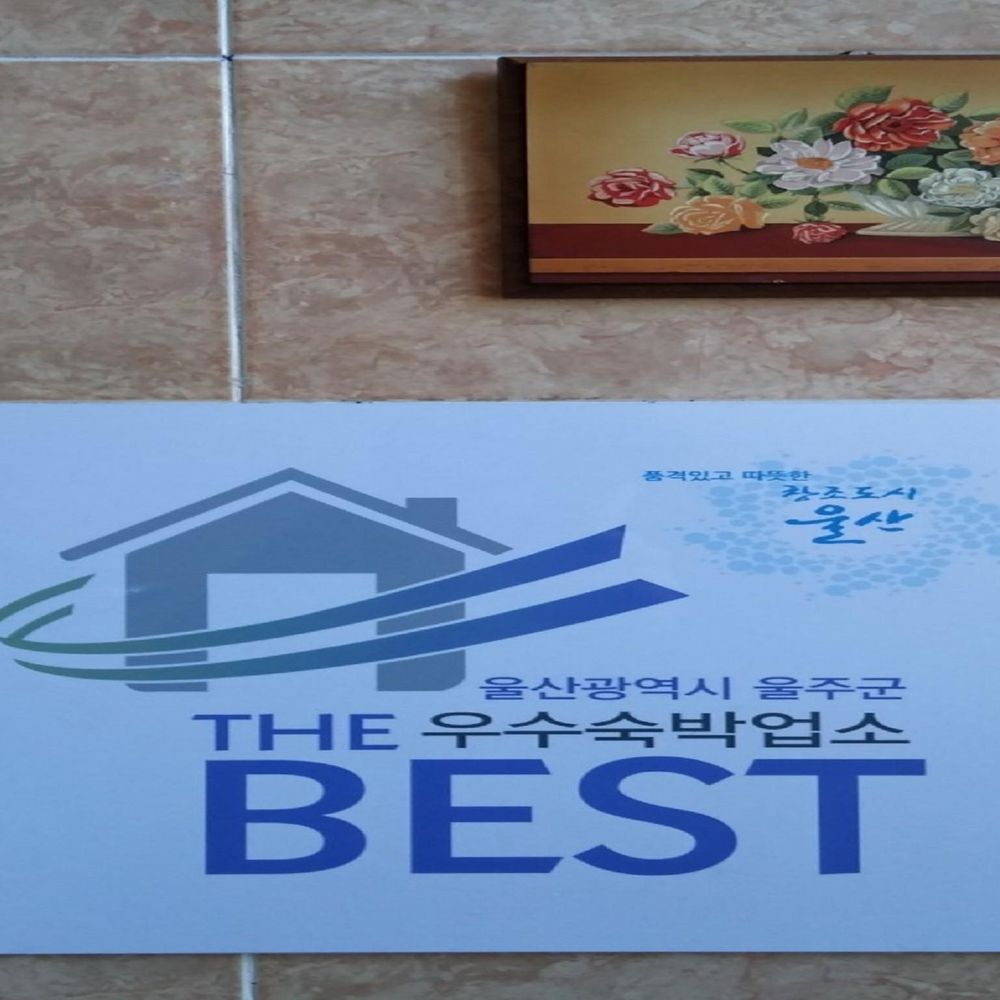 품격있고 따뜻한
창조도시
울산
울산광역시 울주군
THE 우수숙박업소
BEST